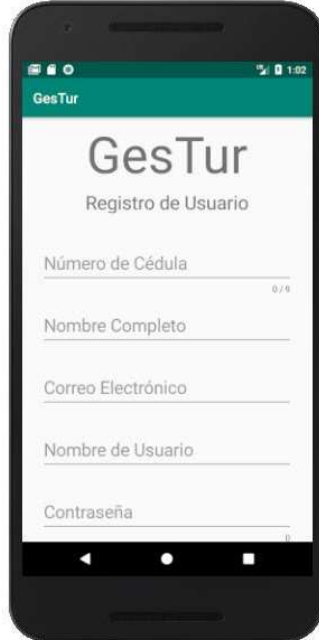 1:02
GesTur
GesTur
Registro de Usuario
Número de Cédula
0 / 9
Nombre Completo
Correo Electrónico
Nombre de Usuario
Contraseña
0